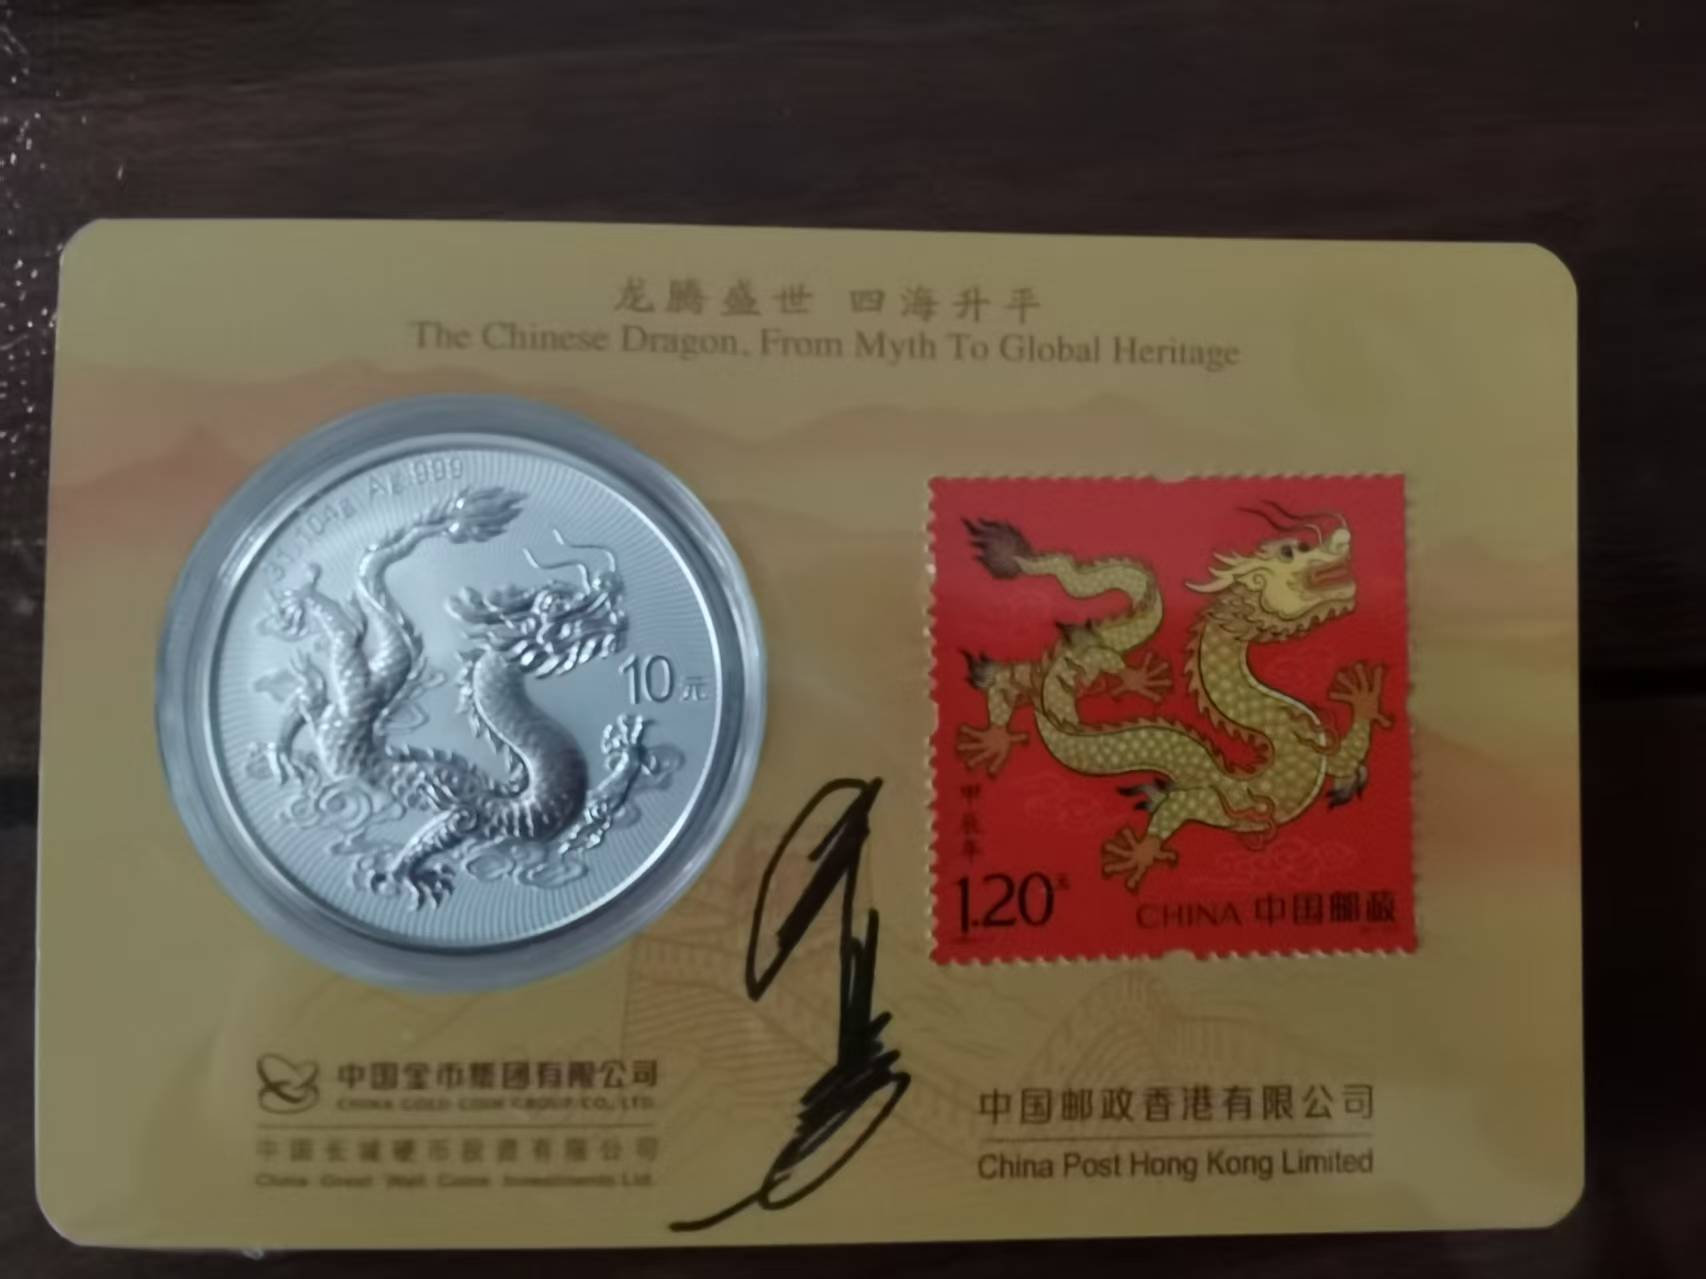 龙腾盛世 四海升平
The Chinese Dragon, From Myth To Global Heritage
31.104g Ag.999
10元
甲辰年
1.20元
CHINA 中国邮政
中国金币集团有限公司
CHINA GOLD COIN GROUP CO., LTD.
中国长城硬币投资有限公司
China Great Wall Coins Investments Ltd.
中国邮政香港有限公司
China Post Hong Kong Limited